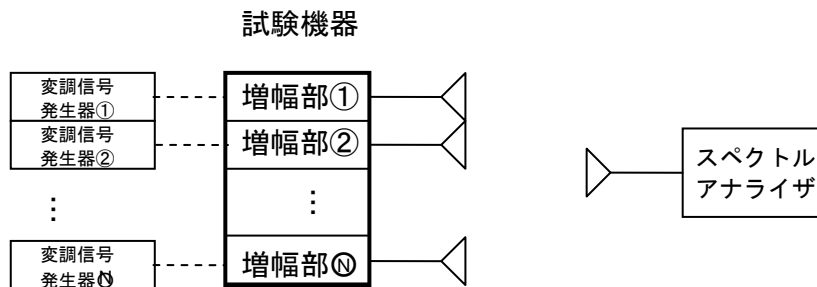 試験機器
変調信号
発生器①
増幅部①
変調信号
発生器②
増幅部②
スペクトル
アナライザ
⋮
⋮
変調信号
発生器Ⓝ
増幅部Ⓝ